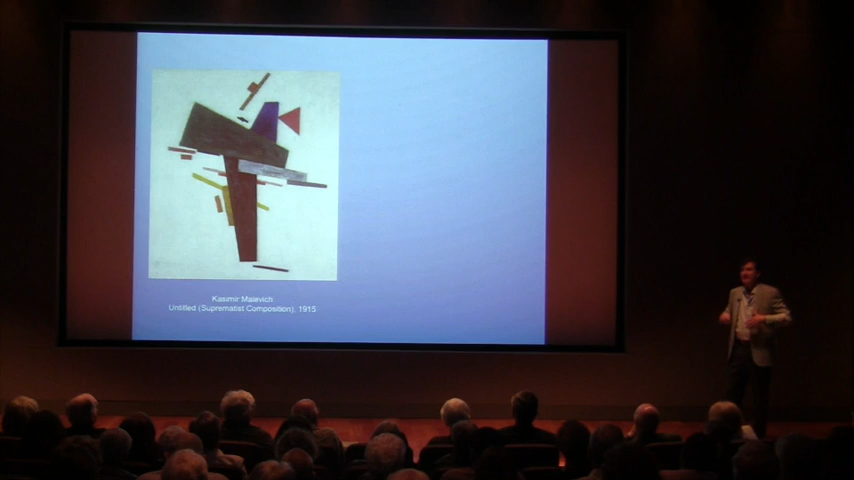 Kasimir Malevich
Untitled (Suprematist Composition), 1915